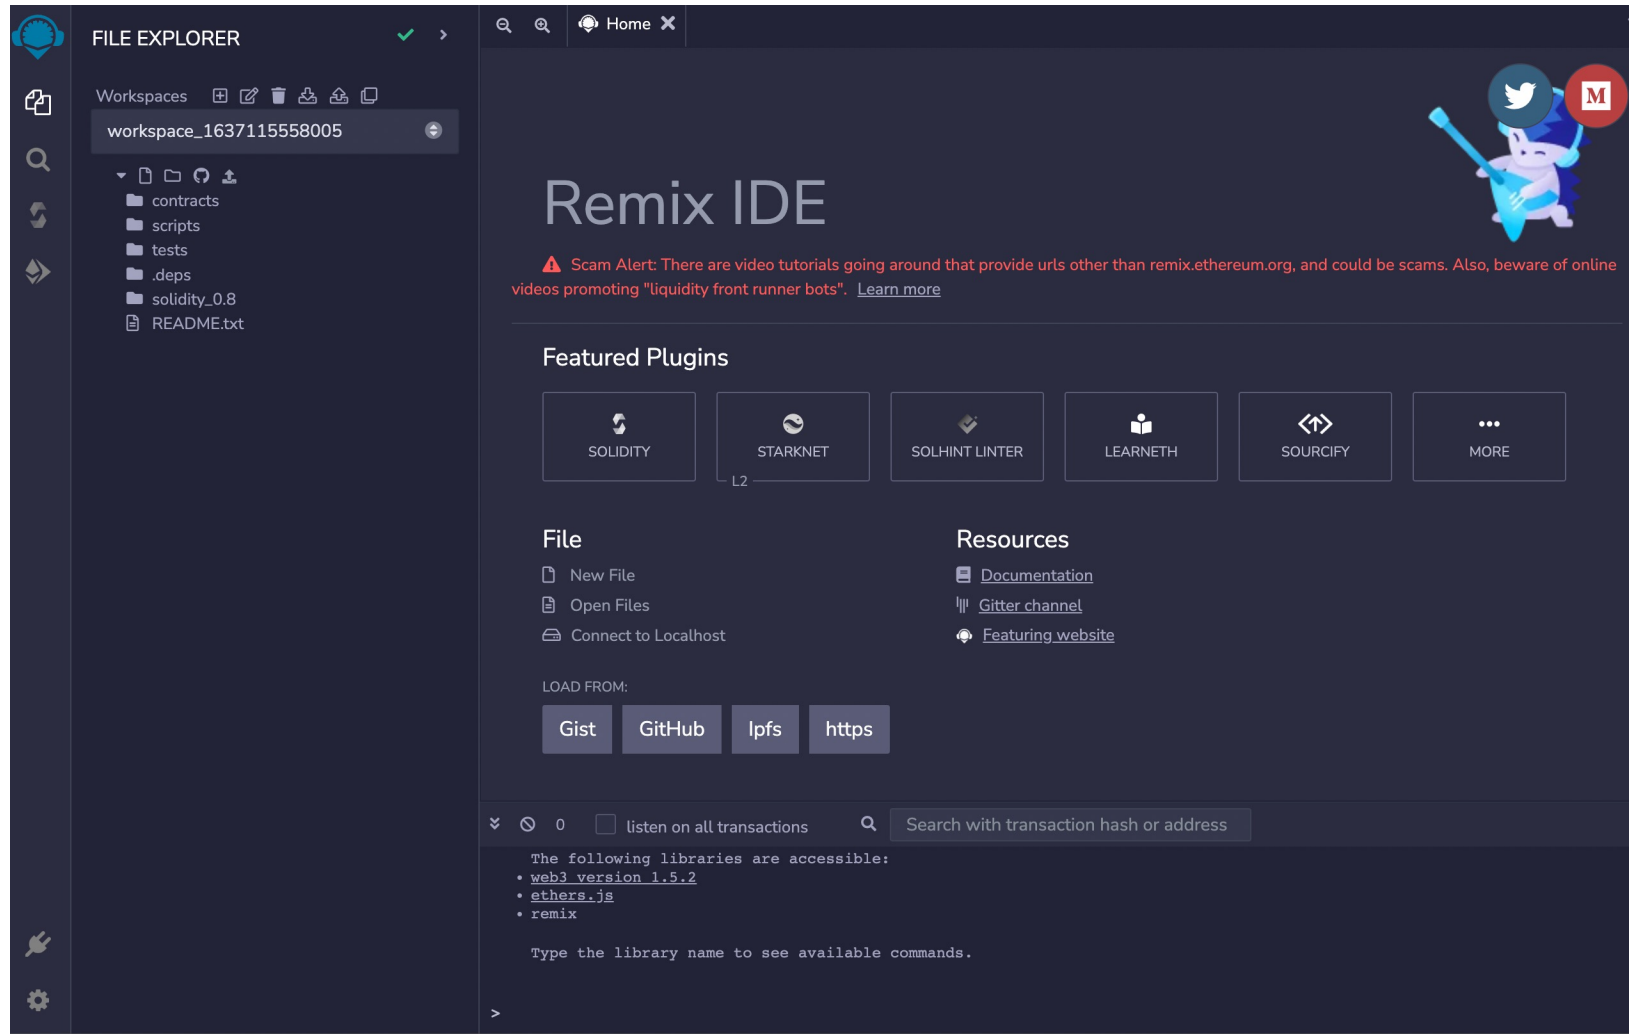 FILE EXPLORER
Workspaces
workspace_1637115558005
contracts
scripts
tests
.deps
solidity_0.8
README.txt
Home
M
Remix IDE
Scam Alert: There are video tutorials going around that provide urls other than remix.ethereum.org, and could be scams. Also, beware of online
videos promoting "liquidity front runner bots". Learn more
Featured Plugins
SOLIDITY
STARKNET
L2
SOLHINT LINTER
LEARNETH
SOURCIFY
MORE
File
New File
Open Files
Connect to Localhost
Resources
Documentation
Gitter channel
Featuring website
LOAD FROM:
Gist GitHub Ipfs https
0 listen on all transactions Search with transaction hash or address
The following libraries are accessible:
• web3 version 1.5.2
• ethers.js
• remix
Type the library name to see available commands.
>